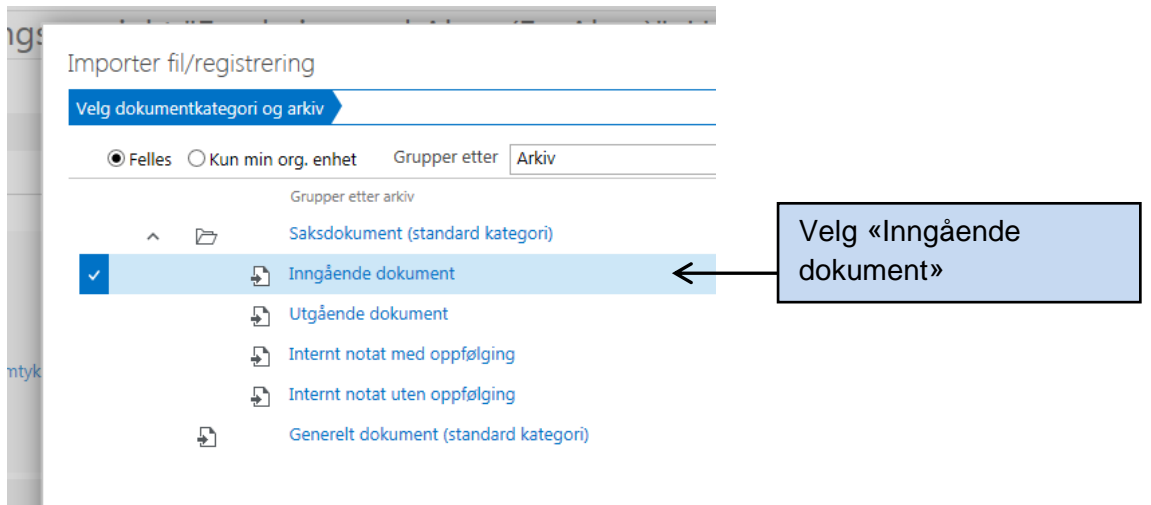 Importer fil/registrering
Velg dokumentkategori og arkiv
Felles Kun min org. enhet Grupper etter Arkiv
Grupper etter arkiv
Saksdokument (standard kategori)
Inngående dokument
Utgående dokument
Internt notat med oppfølging
Internt notat uten oppfølging
Generelt dokument (standard kategori)
Velg «Inngående
dokument»